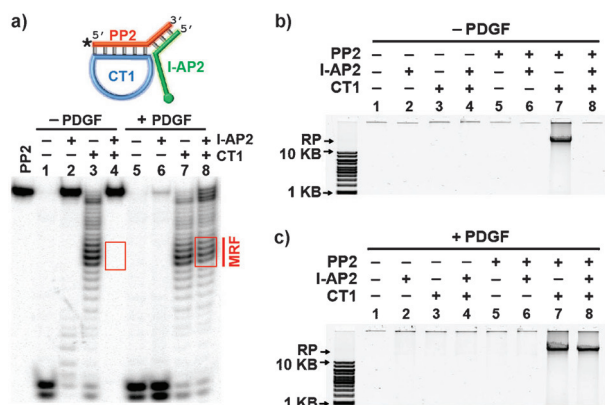 a)
3'
5'
PP2
5'
*
I-AP2
CT1
– PDGF + PDGF
PP2
– + – + – + – + I-AP2
– – + + – – + + CT1
1 2 3 4 5 6 7 8
MRF
b)
– PDGF
PP2 – – – – + + + +
I-AP2 – + – + – + – +
CT1 – – + + – – + +
1 2 3 4 5 6 7 8
RP
10 KB
1 KB
c)
+ PDGF
PP2 – – – – + + + +
I-AP2 – + – + – + – +
CT1 – – + + – – + +
1 2 3 4 5 6 7 8
RP
10 KB
1 KB